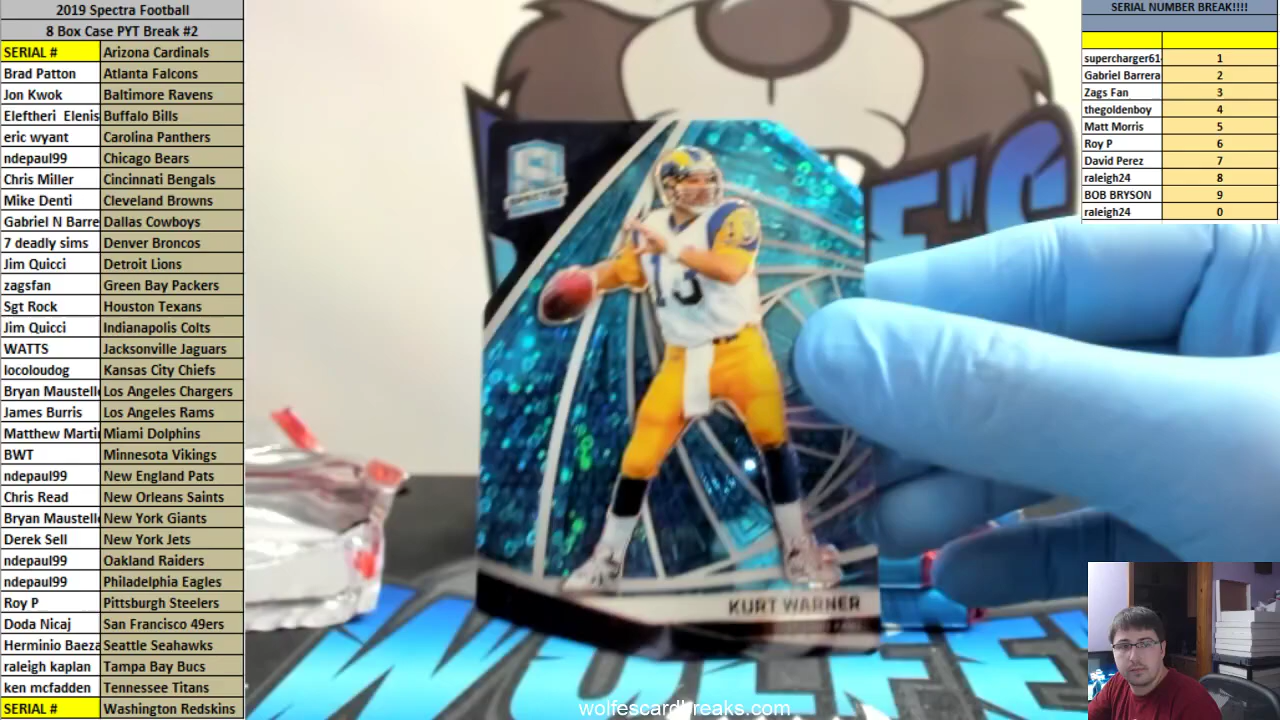 2019 Spectra Football
8 Box Case PYT Break #2
SERIAL # Arizona Cardinals
Brad Patton Atlanta Falcons
Jon Kwok Baltimore Ravens
Eleftheri Elenis Buffalo Bills
eric wyant Carolina Panthers
ndepaul99 Chicago Bears
Chris Miller Cincinnati Bengals
Mike Denti Cleveland Browns
Gabriel N Barre Dallas Cowboys
7 deadly sims Denver Broncos
Jim Quicci Detroit Lions
zagsfan Green Bay Packers
Sgt Rock Houston Texans
Jim Quicci Indianapolis Colts
WATTS Jacksonville Jaguars
locoloudog Kansas City Chiefs
Bryan Maustelle Los Angeles Chargers
James Burris Los Angeles Rams
Matthew Martin Miami Dolphins
BWT Minnesota Vikings
ndepaul99 New England Pats
Chris Read New Orleans Saints
Bryan Maustelle New York Giants
Derek Sell New York Jets
ndepaul99 Oakland Raiders
ndepaul99 Philadelphia Eagles
Roy P Pittsburgh Steelers
Doda Nicaj San Francisco 49ers
Herminio Baeza Seattle Seahawks
raleigh kaplan Tampa Bay Bucs
ken mcfadden Tennessee Titans
SERIAL # Washington Redskins
SERIAL NUMBER BREAK!!!!
supercharger61 1
Gabriel Barrera 2
Zags Fan 3
thegoldenboy 4
Matt Morris 5
Roy P 6
David Perez 7
raleigh24 8
BOB BRYSON 9
raleigh24 0
SPECTRA
13
KURT WARNER
WOLFE'S
wolfescardbreaks.com